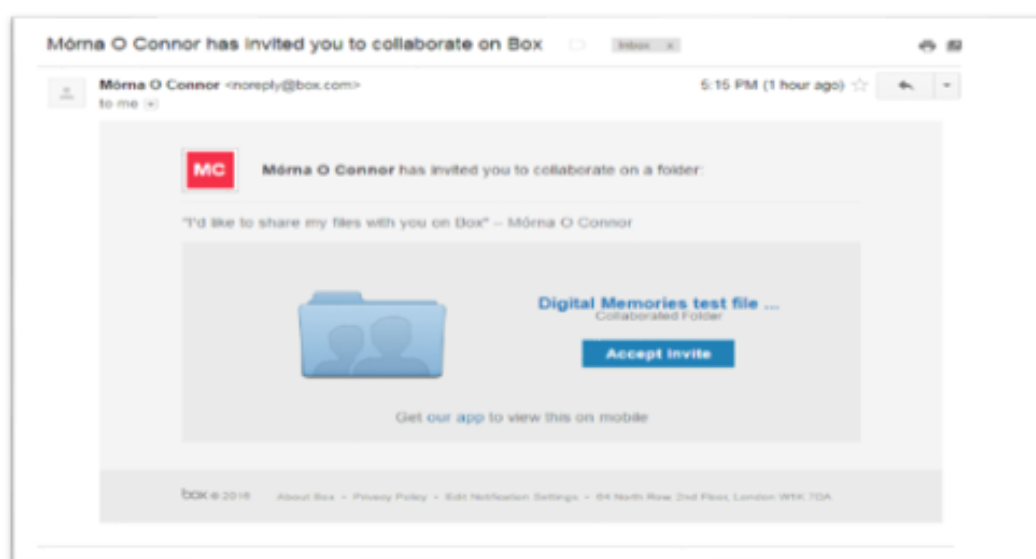 Mórna O Connor has invited you to collaborate on Box
Inbox x
Mórna O Connor <noreply@box.com>
5:15 PM (1 hour ago)
to me
MC
Mórna O Connor has invited you to collaborate on a folder:
"I'd like to share my files with you on Box" – Mórna O Connor
Digital Memories test file ...
Collaborated Folder
Accept Invite
Get our app to view this on mobile
box © 2016 About Box • Privacy Policy • Edit Notification Settings • 64 North Row, 2nd Floor, London W1K 7DA